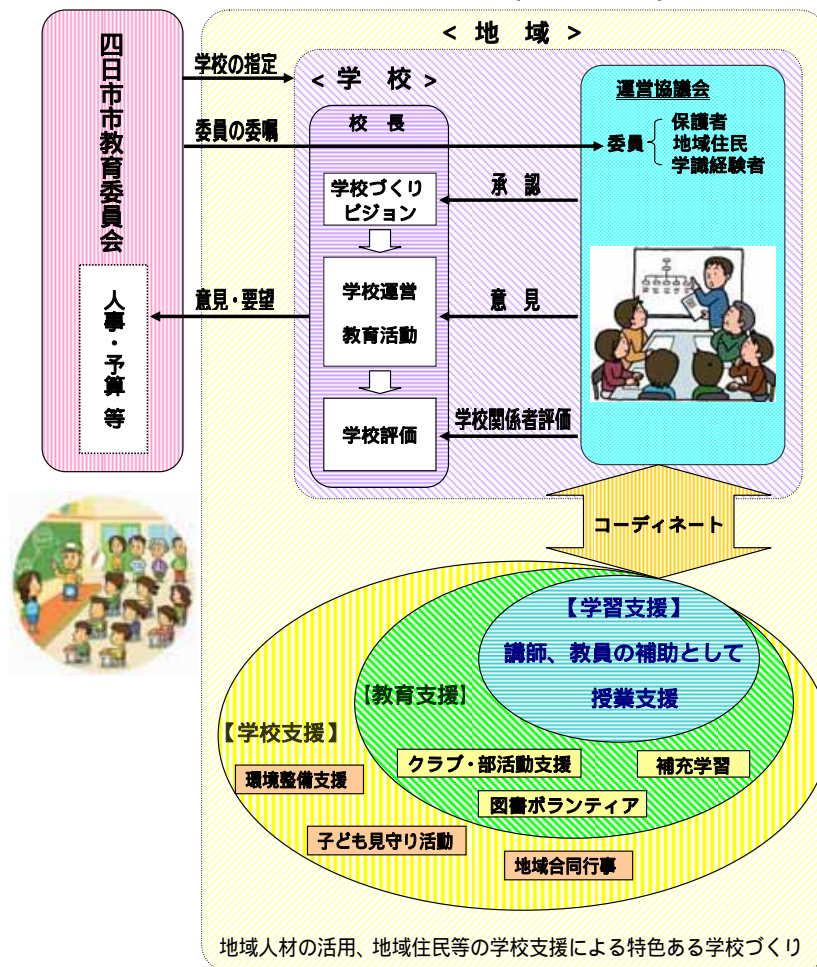 ＜ 地 域 ＞
四日市市教育委員会
人事・予算 等
学校の指定
委員の委嘱
意見・要望
＜ 学 校 ＞
校 長
学校づくり
ビジョン
学校運営
教育活動
学校評価
承 認
意 見
学校関係者評価
運営協議会
委員
保護者
地域住民
学識経験者
コーディネート
【学習支援】
講師、教員の補助として
授業支援
【教育支援】
クラブ・部活動支援
補充学習
図書ボランティア
【学校支援】
環境整備支援
子ども見守り活動
地域合同行事
地域人材の活用、地域住民等の学校支援による特色ある学校づくり